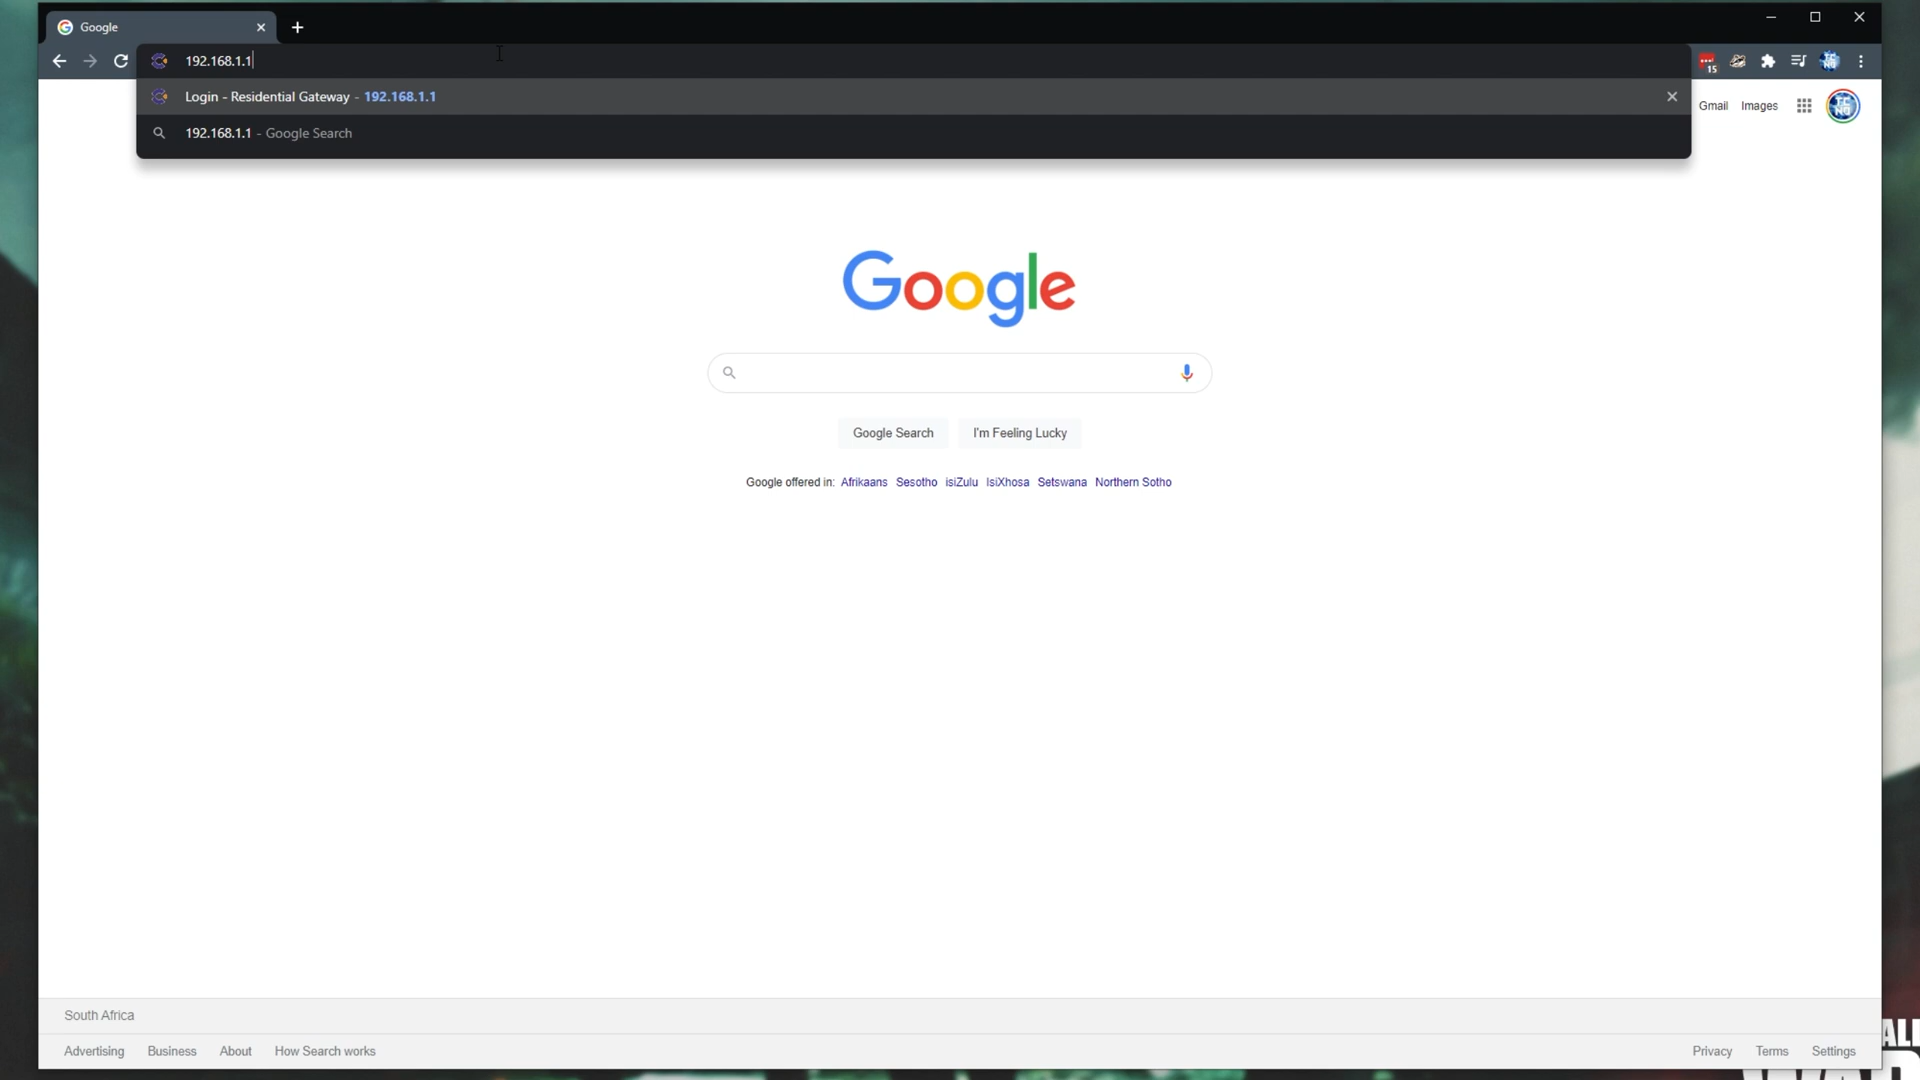 Google
192.168.1.1
15
Login - Residential Gateway - 192.168.1.1
192.168.1.1 - Google Search
Gmail Images
Google
Google Search I'm Feeling Lucky
Google offered in: Afrikaans Sesotho isiZulu IsiXhosa Setswana Northern Sotho
South Africa
Advertising Business About How Search works Privacy Terms Settings